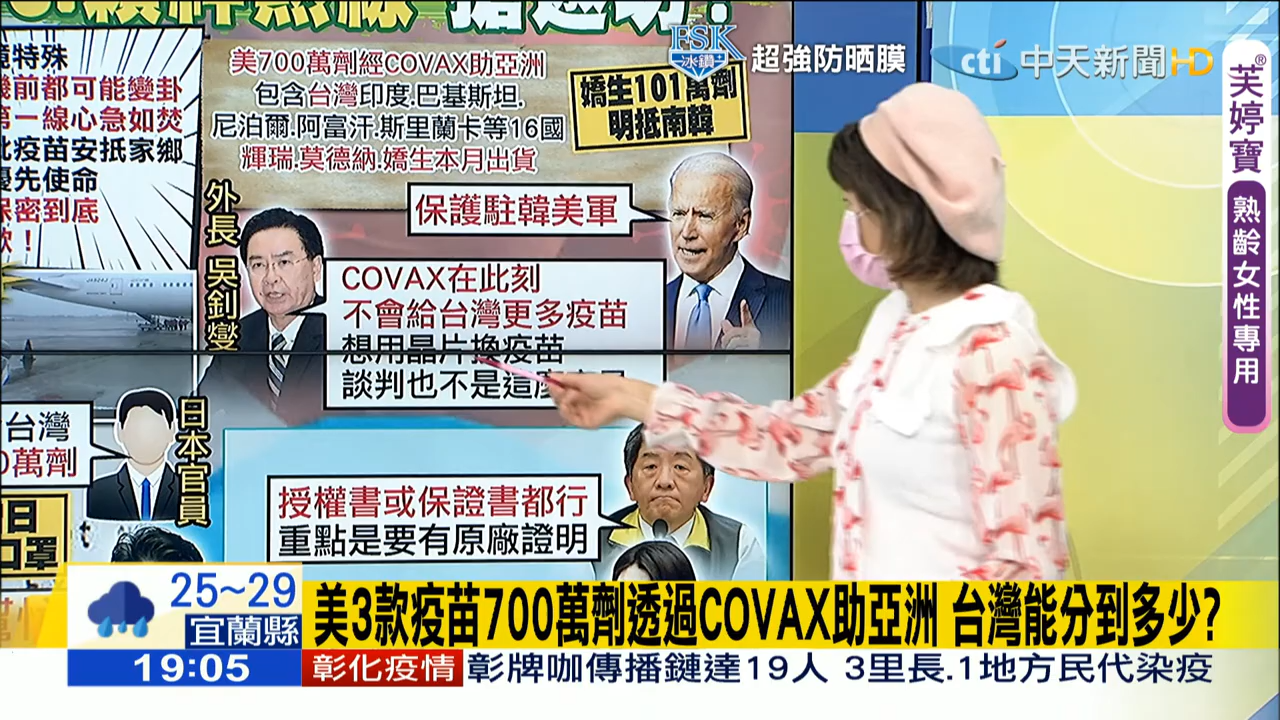 FSK
冰鑽
超強防晒膜
cti 中天新聞HD
芙婷寶®
熟齡女性專用
境特殊
機前都可能變卦
第一線心急如焚
比疫苗安抵家鄉
優先使命
保密到底
款！
美700萬劑經COVAX助亞洲
包含台灣印度.巴基斯坦.
尼泊爾.阿富汗.斯里蘭卡等16國
輝瑞.莫德納.嬌生本月出貨
嬌生101萬劑
明抵南韓
保護駐韓美軍
外長 吳釗燮
COVAX在此刻
不會給台灣更多疫苗
想用晶片換疫苗
談判也不是這麼
台灣
0萬劑
日本官員
授權書或保證書都行
重點是要有原廠證明
日
口罩
25~29
宜蘭縣
19:05
美3款疫苗700萬劑透過COVAX助亞洲 台灣能分到多少?
彰化疫情 彰牌咖傳播鏈達19人 3里長.1地方民代染疫